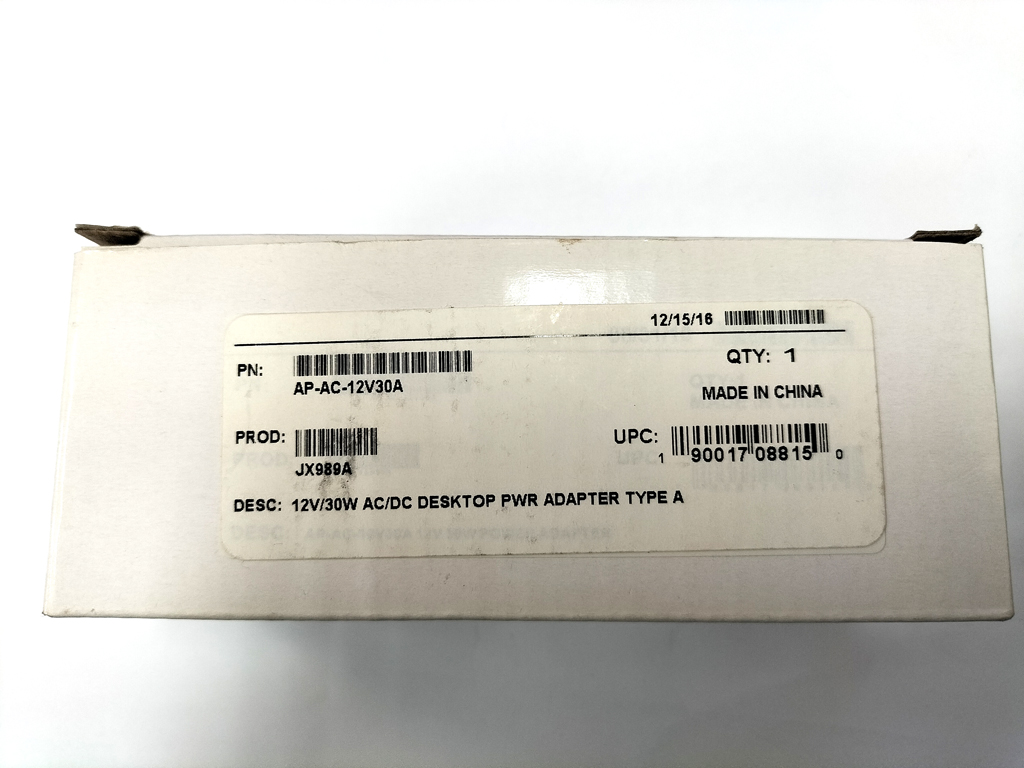 12/15/16
PN:
AP-AC-12V30A
QTY: 1
MADE IN CHINA
PROD:
JX989A
UPC:
1 90017 08815 0
DESC: 12V/30W AC/DC DESKTOP PWR ADAPTER TYPE A